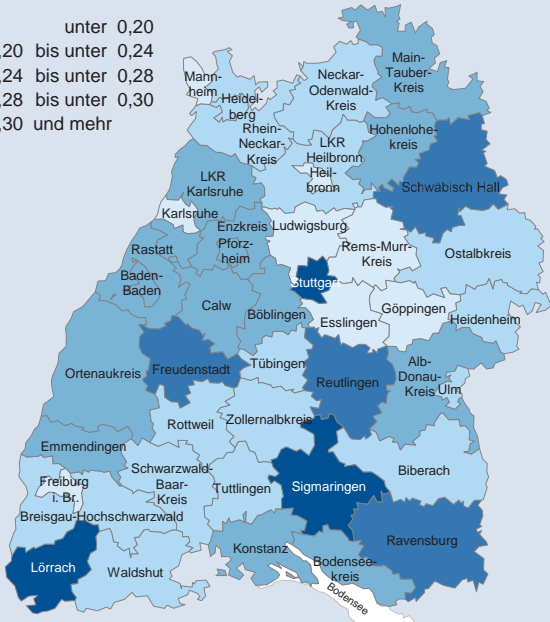 unter 0,20
,20 bis unter 0,24
,24 bis unter 0,28
,28 bis unter 0,30
,30 und mehr
Main-
Tauber-
Kreis
Mann-
heim
Neckar-
Odenwald-
Kreis
Heidel-
berg
Rhein-
Neckar-
Kreis
Hohenlohe-
kreis
LKR
Heilbronn
Heil-
bronn
LKR
Karlsruhe
Schwäbisch Hall
Karlsruhe
Enzkreis
Pforz-
heim
Ludwigsburg
Rems-Murr-
Kreis
Ostalbkreis
Rastatt
Baden-
Baden
Stuttgart
Calw
Böblingen
Esslingen
Göppingen
Heidenheim
Ortenaukreis
Freudenstadt
Tübingen
Reutlingen
Alb-
Donau-
Kreis
Ulm
Rottweil
Zollernalbkreis
Emmendingen
Schwarzwald-
Baar-
Kreis
Tuttlingen
Sigmaringen
Biberach
Freiburg
i. Br.
Breisgau-Hochschwarzwald
Ravensburg
Konstanz
Bodensee-
kreis
Lörrach
Waldshut
Bodensee